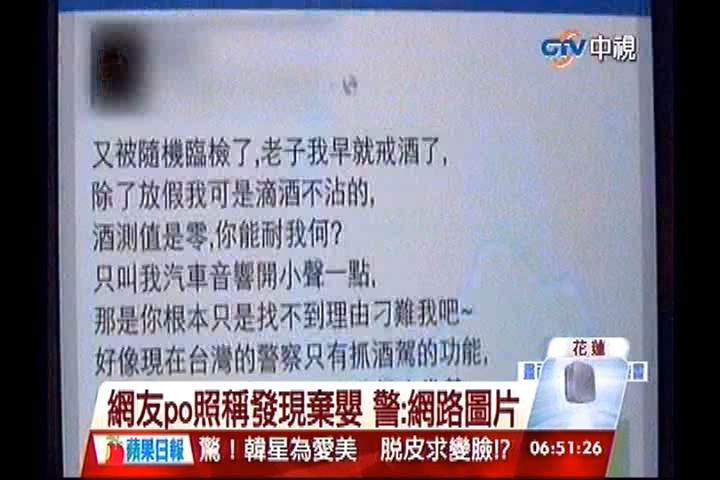 CTV中視
又被隨機臨檢了,老子我早就戒酒了,
除了放假我可是滴酒不沾的,
酒測值是零,你能耐我何?
只叫我汽車音響開小聲一點,
那是你根本只是找不到理由刁難我吧~
好像現在台灣的警察只有抓酒駕的功能,
花蓮
網友po照稱發現棄嬰 警:網路圖片
蘋果日報 驚!韓星為愛美 脫皮求變臉!? 06:51:26